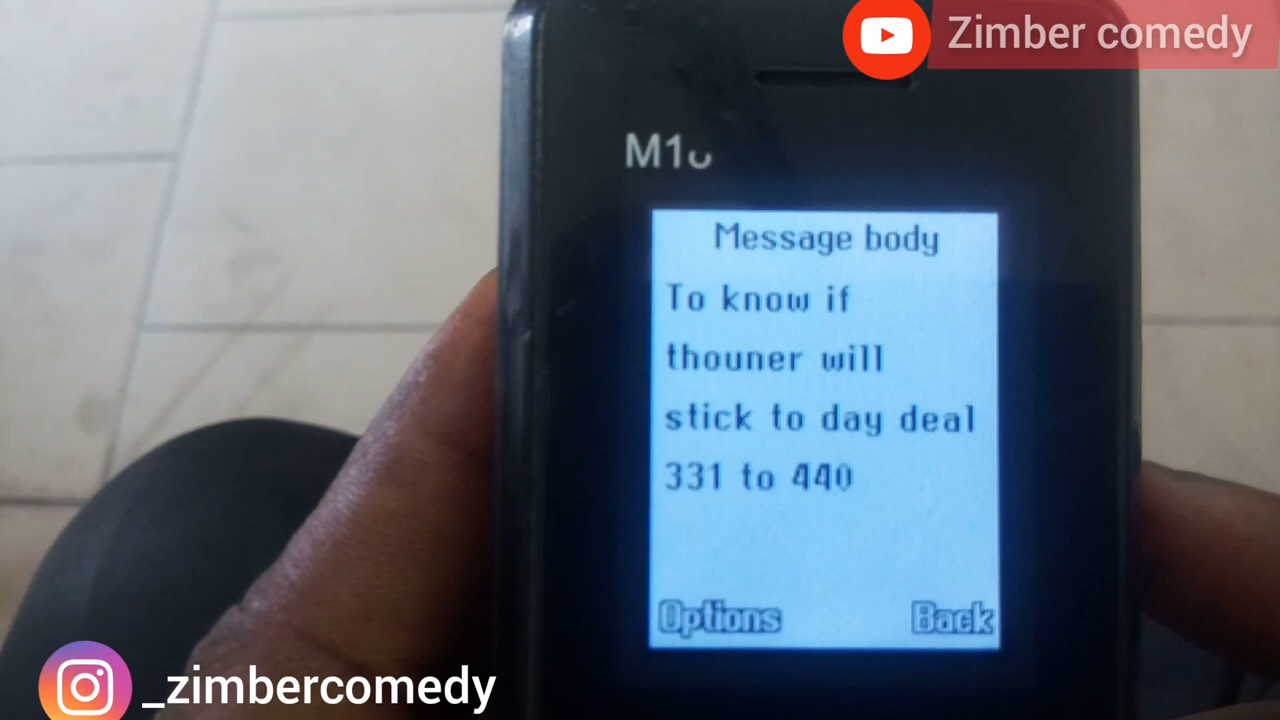 Zimber comedy
Message body
To know if
thouner will
stick to day deal
331 to 440
Options
Back
_zimbercomedy